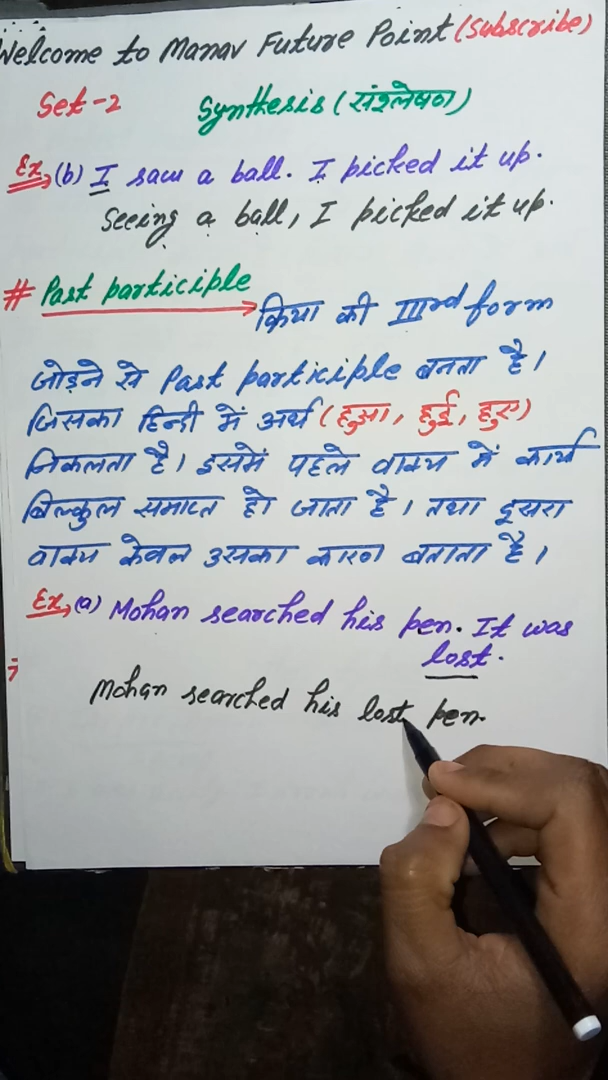 Welcome to Manav Future Point (Subscribe)
Set-2 Synthesis (संश्लेषण)
Ex, (b) I saw a ball. I picked it up.
Seeing a ball, I picked it up.
# Past participle → क्रिया की IIIrd form
जोड़ने से Past participle बनता है।
जिसका हिन्दी में अर्थ (हुआ, हुई, हुए)
निकलता है। इसमें पहले वाक्य में कार्य
बिल्कुल समाप्त हो जाता है। तथा दूसरा
वाक्य केवल उसका कारण बताता है।
Ex, (a) Mohan searched his pen. It was
lost.
Mohan searched his lost pen.